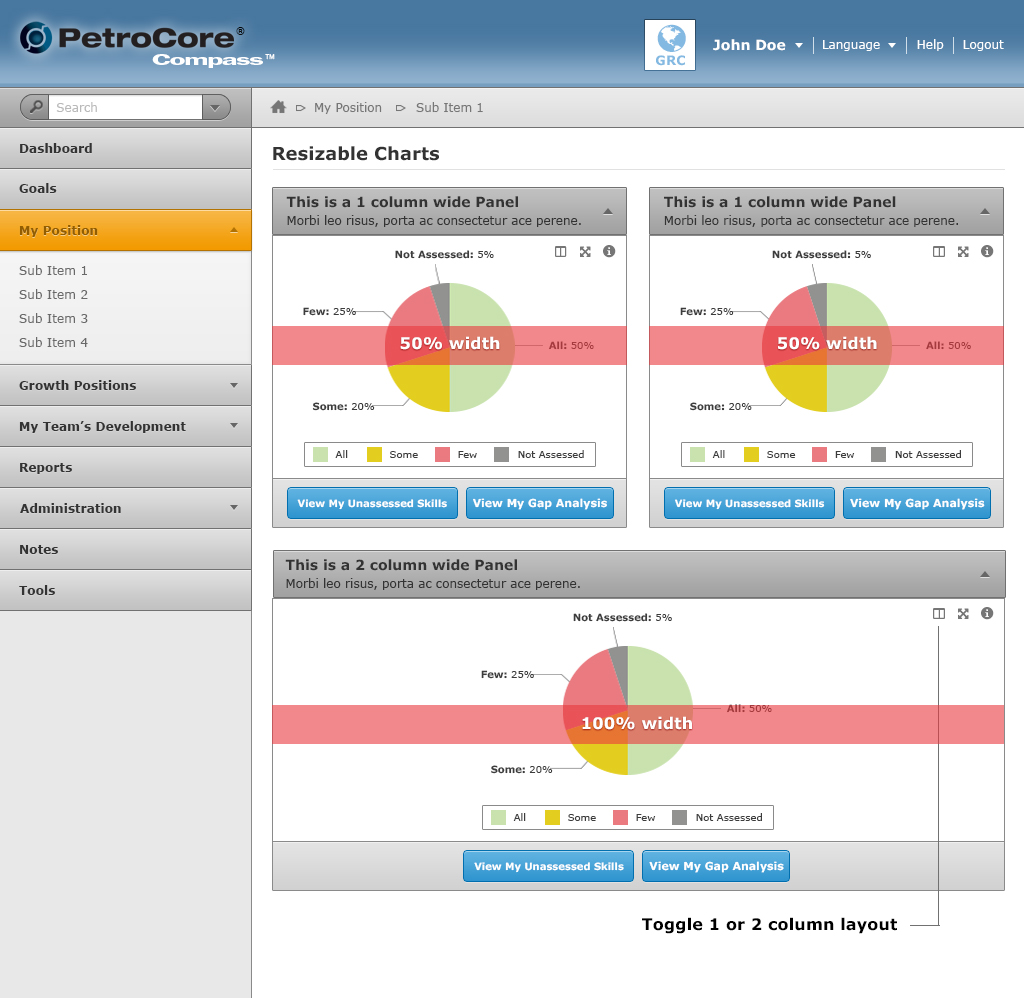 PetroCore®
Compass™
GRC
John Doe
Language
Help
Logout
Search
My Position
Sub Item 1
Dashboard
Goals
My Position
Sub Item 1
Sub Item 2
Sub Item 3
Sub Item 4
Growth Positions
My Team’s Development
Reports
Administration
Notes
Tools
Resizable Charts
This is a 1 column wide Panel
Morbi leo risus, porta ac consectetur ace perene.
Not Assessed: 5%
Few: 25%
50% width
All: 50%
Some: 20%
All Some Few Not Assessed
View My Unassessed Skills
View My Gap Analysis
This is a 1 column wide Panel
Morbi leo risus, porta ac consectetur ace perene.
Not Assessed: 5%
Few: 25%
50% width
All: 50%
Some: 20%
All Some Few Not Assessed
View My Unassessed Skills
View My Gap Analysis
This is a 2 column wide Panel
Morbi leo risus, porta ac consectetur ace perene.
Not Assessed: 5%
Few: 25%
All: 50%
100% width
Some: 20%
All Some Few Not Assessed
View My Unassessed Skills
View My Gap Analysis
Toggle 1 or 2 column layout